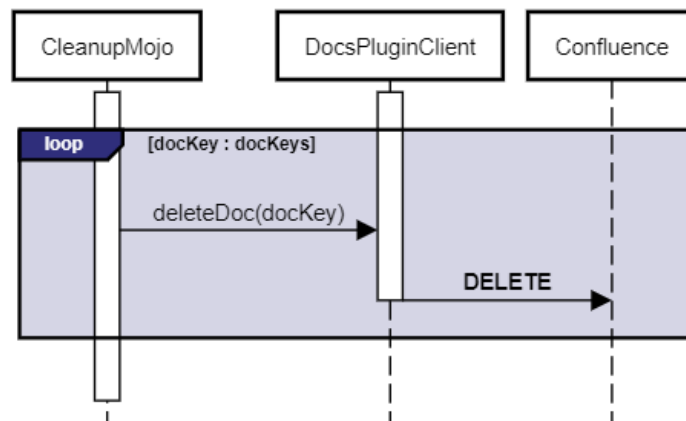 CleanupMojo
DocsPluginClient
Confluence
loop
[docKey : docKeys]
deleteDoc(docKey)
DELETE